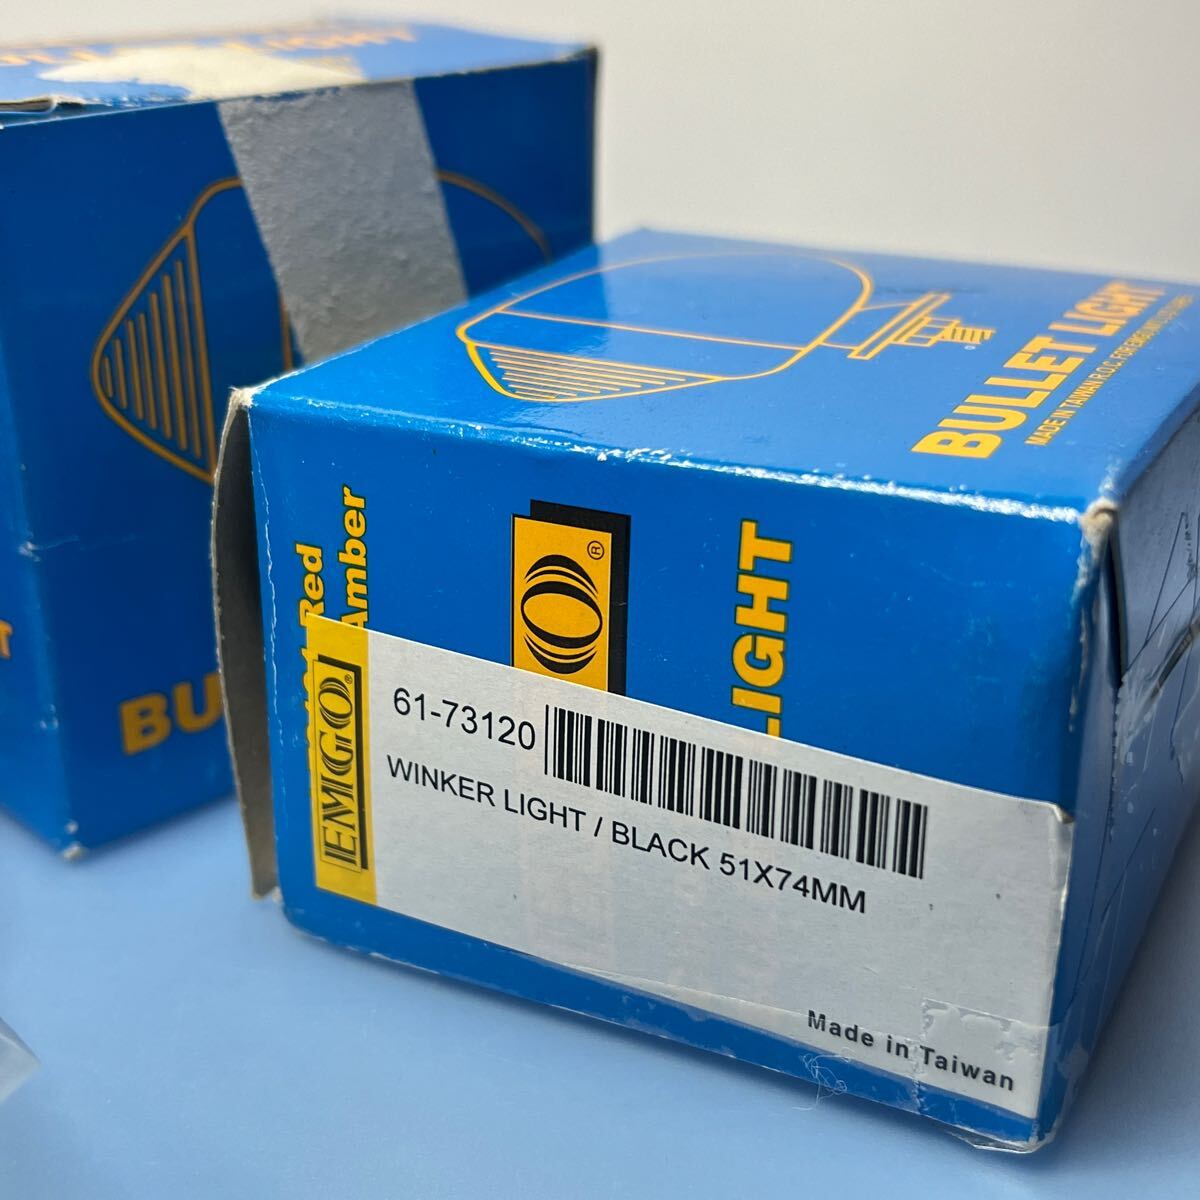 LIGHT
BU
BULLET LIGHT
MADE IN TAIWAN R.O.C.
Red
Amber
®
LIGHT
EMGO®
61-73120
WINKER LIGHT / BLACK 51X74MM
Made in Taiwan